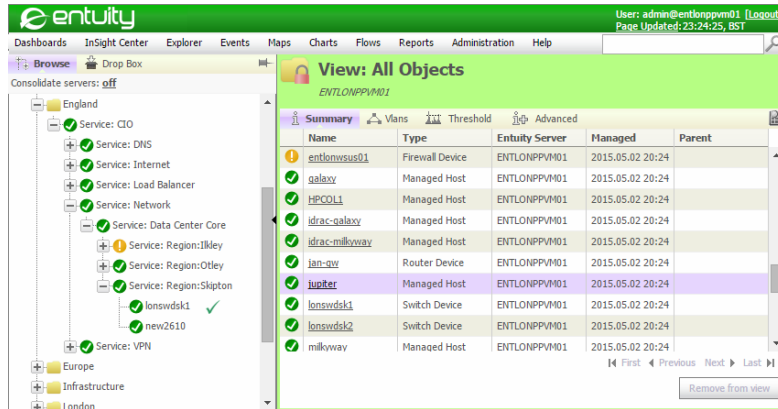 entuity
User: admin@entlonppvm01 [Logout
Page Updated: 23:24:25, BST
Dashboards InSight Center Explorer Events Maps Charts Flows Reports Administration Help
Browse Drop Box
Consolidate servers: off
England
Service: CIO
Service: DNS
Service: Internet
Service: Load Balancer
Service: Network
Service: Data Center Core
Service: Region:Ilkley
Service: Region:Otley
Service: Region:Skipton
lonswdsk1
new2610
Service: VPN
Europe
Infrastructure
London
View: All Objects
ENTLONPPVM01
Summary Vlans Threshold Advanced
Name Type Entuity Server Managed Parent
entlonwsus01 Firewall Device ENTLONPPVM01 2015.05.02 20:24
galaxy Managed Host ENTLONPPVM01 2015.05.02 20:24
HPCOL1 Managed Host ENTLONPPVM01 2015.05.02 20:24
idrac-galaxy Managed Host ENTLONPPVM01 2015.05.02 20:24
idrac-milkyway Managed Host ENTLONPPVM01 2015.05.02 20:24
jan-gw Router Device ENTLONPPVM01 2015.05.02 20:24
jupiter Managed Host ENTLONPPVM01 2015.05.02 20:24
lonswdsk1 Switch Device ENTLONPPVM01 2015.05.02 20:24
lonswdsk2 Switch Device ENTLONPPVM01 2015.05.02 20:24
milkyway Managed Host ENTLONPPVM01 2015.05.02 20:24
First Previous Next Last
Remove from view